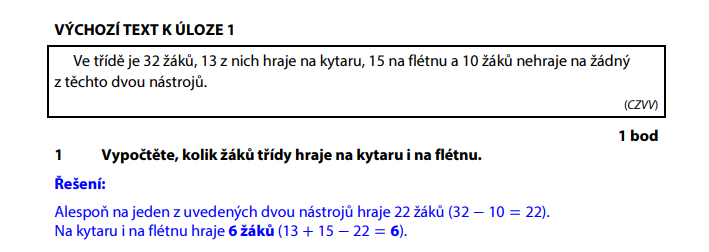 VÝCHOZÍ TEXT K ÚLOZE 1
Ve třídě je 32 žáků, 13 z nich hraje na kytaru, 15 na flétnu a 10 žáků nehraje na žádný
z těchto dvou nástrojů.
(CZVV)
1 bod
1 Vypočtěte, kolik žáků třídy hraje na kytaru i na flétnu.
Řešení:
Alespoň na jeden z uvedených dvou nástrojů hraje 22 žáků (32 − 10 = 22).
Na kytaru i na flétnu hraje 6 žáků (13 + 15 − 22 = 6).